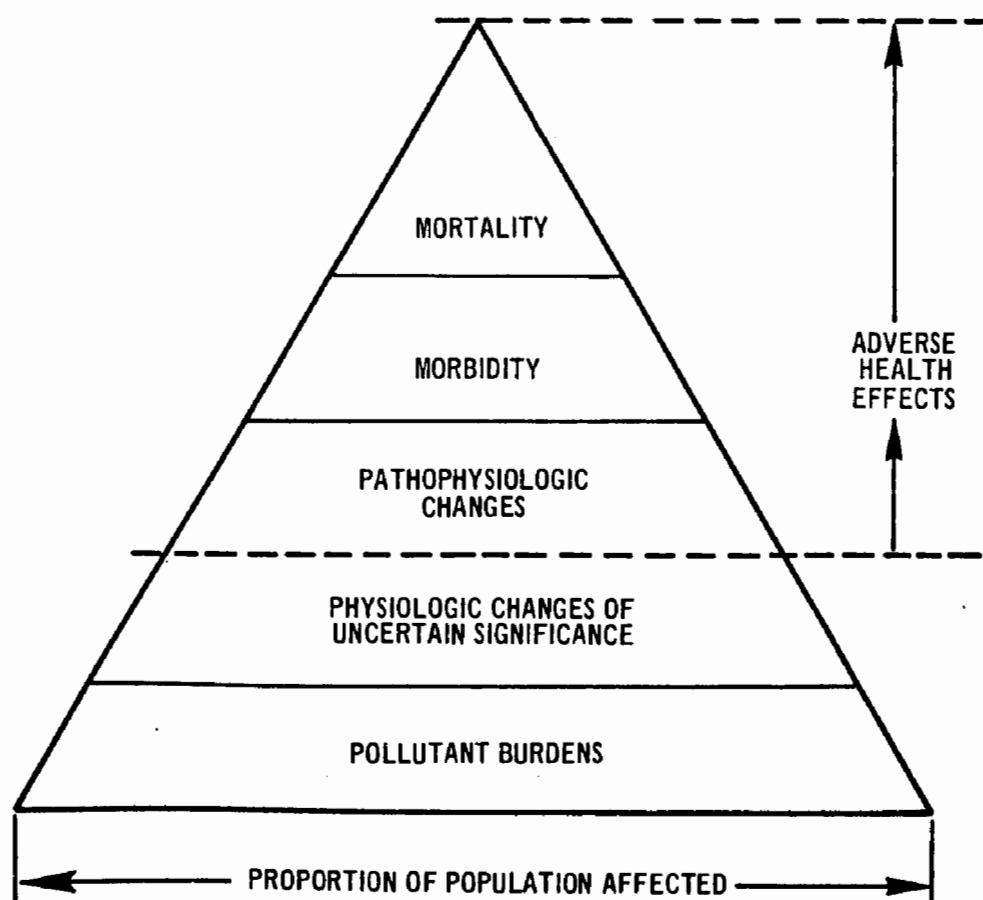 MORTALITY
MORBIDITY
ADVERSE
HEALTH
EFFECTS
PATHOPHYSIOLOGIC
CHANGES
PHYSIOLOGIC CHANGES OF
UNCERTAIN SIGNIFICANCE
POLLUTANT BURDENS
PROPORTION OF POPULATION AFFECTED